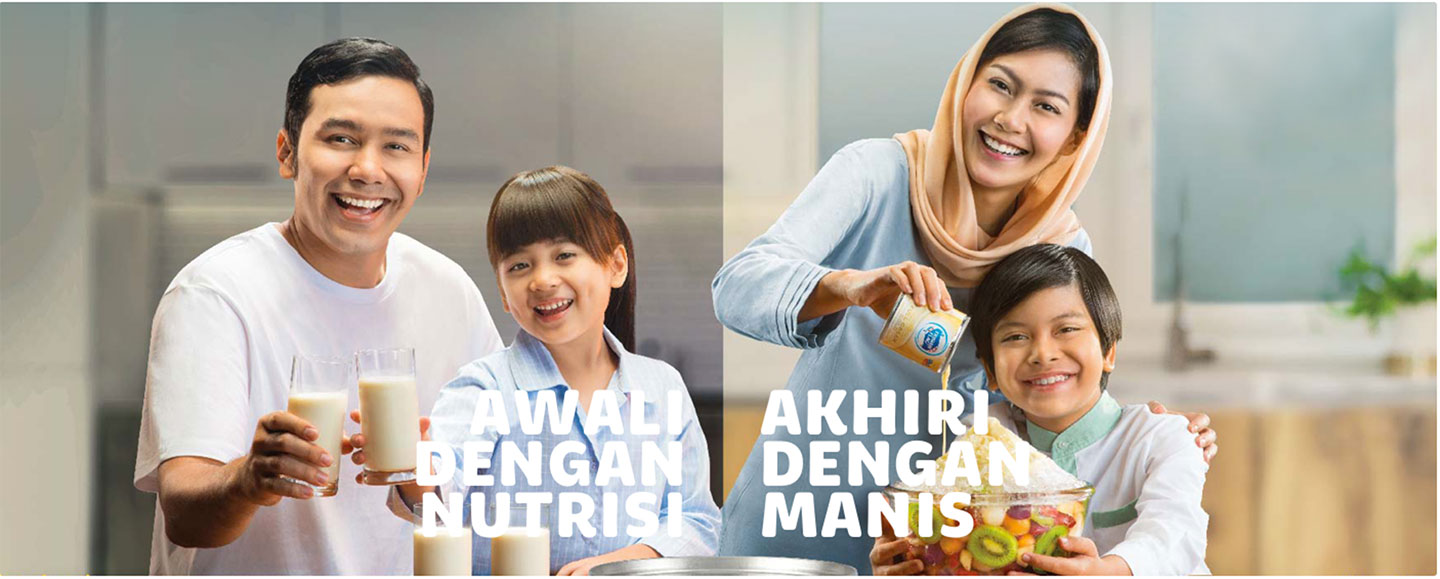 AWALI
DENGAN
NUTRISI
AKHIRI
DENGAN
MANIS